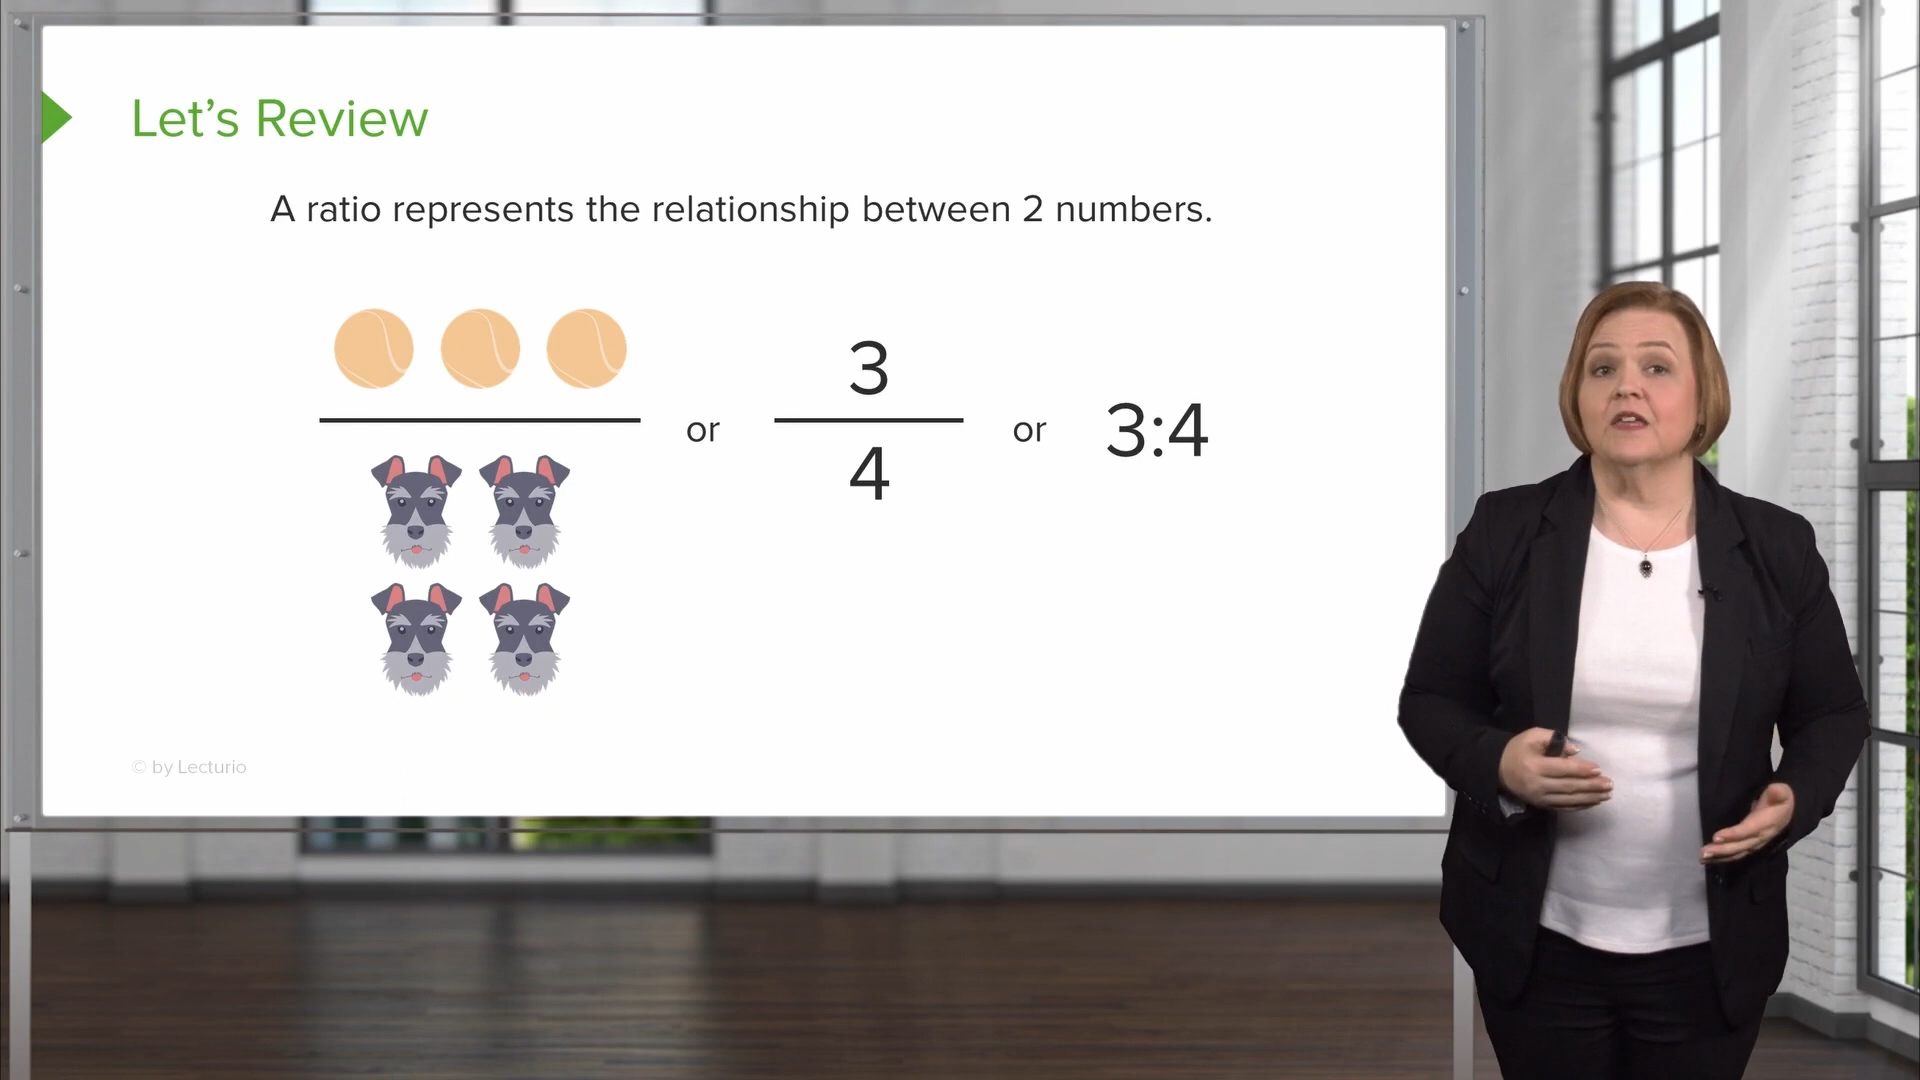 Let’s Review
A ratio represents the relationship between 2 numbers.
or 3/4 or 3:4
© by Lecturio